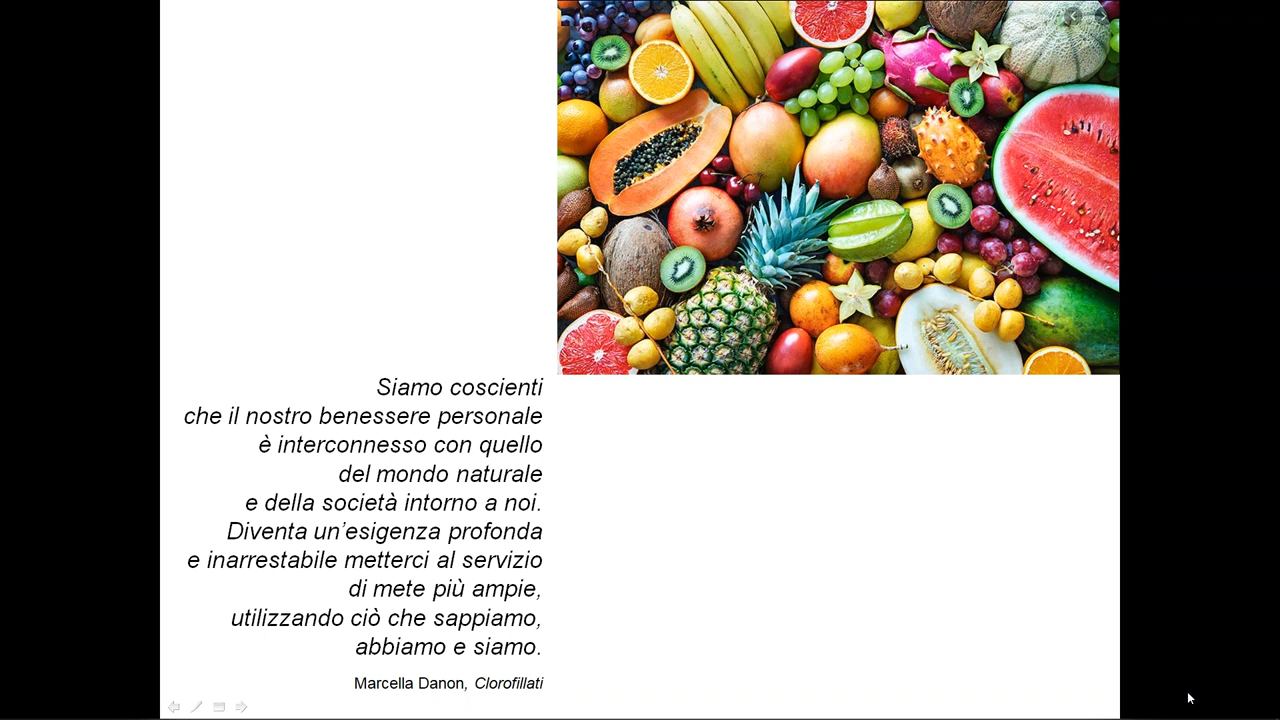 Siamo coscienti
che il nostro benessere personale
è interconnesso con quello
del mondo naturale
e della società intorno a noi.
Diventa un’esigenza profonda
e inarrestabile metterci al servizio
di mete più ampie,
utilizzando ciò che sappiamo,
abbiamo e siamo.
Marcella Danon, Clorofillati